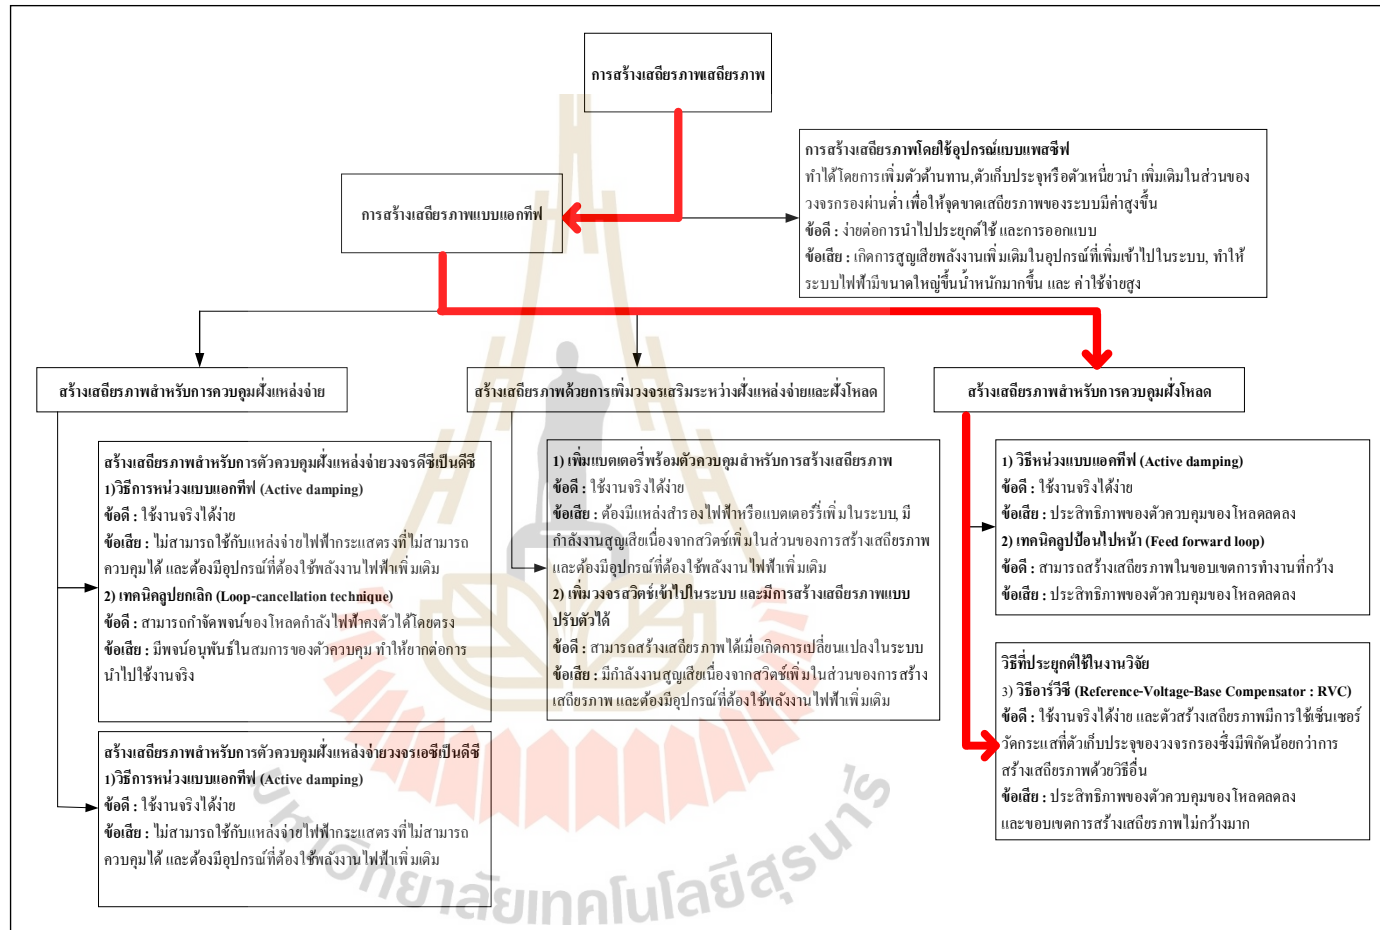 การสร้างเสถียรภาพเสถียรภาพ
การสร้างเสถียรภาพโดยใช้อุปกรณ์แบบแพสซีฟ
ทำได้โดยการเพิ่มตัวต้านทาน,ตัวเก็บประจุหรือตัวเหนี่ยวนำ เพิ่มเติมในส่วนของ
วงจรกรองผ่านต่ำ เพื่อให้จุดขาดเสถียรภาพของระบบมีค่าสูงขึ้น
ข้อดี : ง่ายต่อการนำไปประยุกต์ใช้ และการออกแบบ
ข้อเสีย : เกิดการสูญเสียพลังงานเพิ่มเติมในอุปกรณ์ที่เพิ่มเข้าไปในระบบ, ทำให้
ระบบไฟฟ้ามีขนาดใหญ่ขึ้นน้ำหนักมากขึ้น และ ค่าใช้จ่ายสูง
การสร้างเสถียรภาพแบบแอกทีฟ
สร้างเสถียรภาพสำหรับการควบคุมฝั่งแหล่งจ่าย
สร้างเสถียรภาพด้วยการเพิ่มวงจรเสริมระหว่างฝั่งแหล่งจ่ายและฝั่งโหลด
สร้างเสถียรภาพสำหรับการควบคุมฝั่งโหลด
สร้างเสถียรภาพสำหรับการตัวควบคุมฝั่งแหล่งจ่ายวงจรดีซีเป็นดีซี
1)วิธีการหน่วงแบบแอกทีฟ (Active damping)
ข้อดี : ใช้งานจริงได้ง่าย
ข้อเสีย : ไม่สามารถใช้กับแหล่งจ่ายไฟฟ้ากระแสตรงที่ไม่สามารถ
ควบคุมได้ และต้องมีอุปกรณ์ที่ต้องใช้พลังงานไฟฟ้าเพิ่มเติม
2) เทคนิคลูปยกเลิก (Loop-cancellation technique)
ข้อดี : สามารถกำจัดพจน์ของโหลดกำลังไฟฟ้าคงตัวได้โดยตรง
ข้อเสีย : มีพจน์อนุพันธ์ในสมการของตัวควบคุม ทำให้ยากต่อการ
นำไปใช้งานจริง
สร้างเสถียรภาพสำหรับการตัวควบคุมฝั่งแหล่งจ่ายวงจรเอซีเป็นดีซี
1)วิธีการหน่วงแบบแอกทีฟ (Active damping)
ข้อดี : ใช้งานจริงได้ง่าย
ข้อเสีย : ไม่สามารถใช้กับแหล่งจ่ายไฟฟ้ากระแสตรงที่ไม่สามารถ
ควบคุมได้ และต้องมีอุปกรณ์ที่ต้องใช้พลังงานไฟฟ้าเพิ่มเติม
1) เพิ่มแบตเตอรี่พร้อมตัวควบคุมสำหรับการสร้างเสถียรภาพ
ข้อดี : ใช้งานจริงได้ง่าย
ข้อเสีย : ต้องมีแหล่งสำรองไฟฟ้าหรือแบตเตอร์รี่เพิ่มในระบบ, มี
กำลังงานสูญเสียเนื่องจากสวิตช์เพิ่มในส่วนของการสร้างเสถียรภาพ
และต้องมีอุปกรณ์ที่ต้องใช้พลังงานไฟฟ้าเพิ่มเติม
2) เพิ่มวงจรสวิตช์เข้าไปในระบบ และมีการสร้างเสถียรภาพแบบ
ปรับตัวได้
ข้อดี : สามารถสร้างเสถียรภาพได้เมื่อเกิดการเปลี่ยนแปลงในระบบ
ข้อเสีย : มีกำลังงานสูญเสียเนื่องจากสวิตช์เพิ่มในส่วนของการสร้าง
เสถียรภาพ และต้องมีอุปกรณ์ที่ต้องใช้พลังงานไฟฟ้าเพิ่มเติม
1) วิธีหน่วงแบบแอคทีฟ (Active damping)
ข้อดี : ใช้งานจริงได้ง่าย
ข้อเสีย : ประสิทธิภาพของตัวควบคุมของโหลดลดลง
2) เทคนิคลูปป้อนไปหน้า (Feed forward loop)
ข้อดี : สามารถสร้างเสถียรภาพในขอบเขตการทำงานที่กว้าง
ข้อเสีย : ประสิทธิภาพของตัวควบคุมของโหลดลดลง
วิธีที่ประยุกต์ใช้ในงานวิจัย
3) วิธีอาร์วีซี (Reference-Voltage-Base Compensator : RVC)
ข้อดี : ใช้งานจริงได้ง่าย และตัวสร้างเสถียรภาพมีการใช้เซ็นเซอร์
วัดกระแสที่ตัวเก็บประจุของวงจรกรองซึ่งมีพิกัดน้อยกว่าการ
สร้างเสถียรภาพด้วยวิธีอื่น
ข้อเสีย : ประสิทธิภาพของตัวควบคุมของโหลดลดลง
และขอบเขตการสร้างเสถียรภาพไม่กว้างมาก
มหาวิทยาลัยเทคโนโลยีสุรนารี